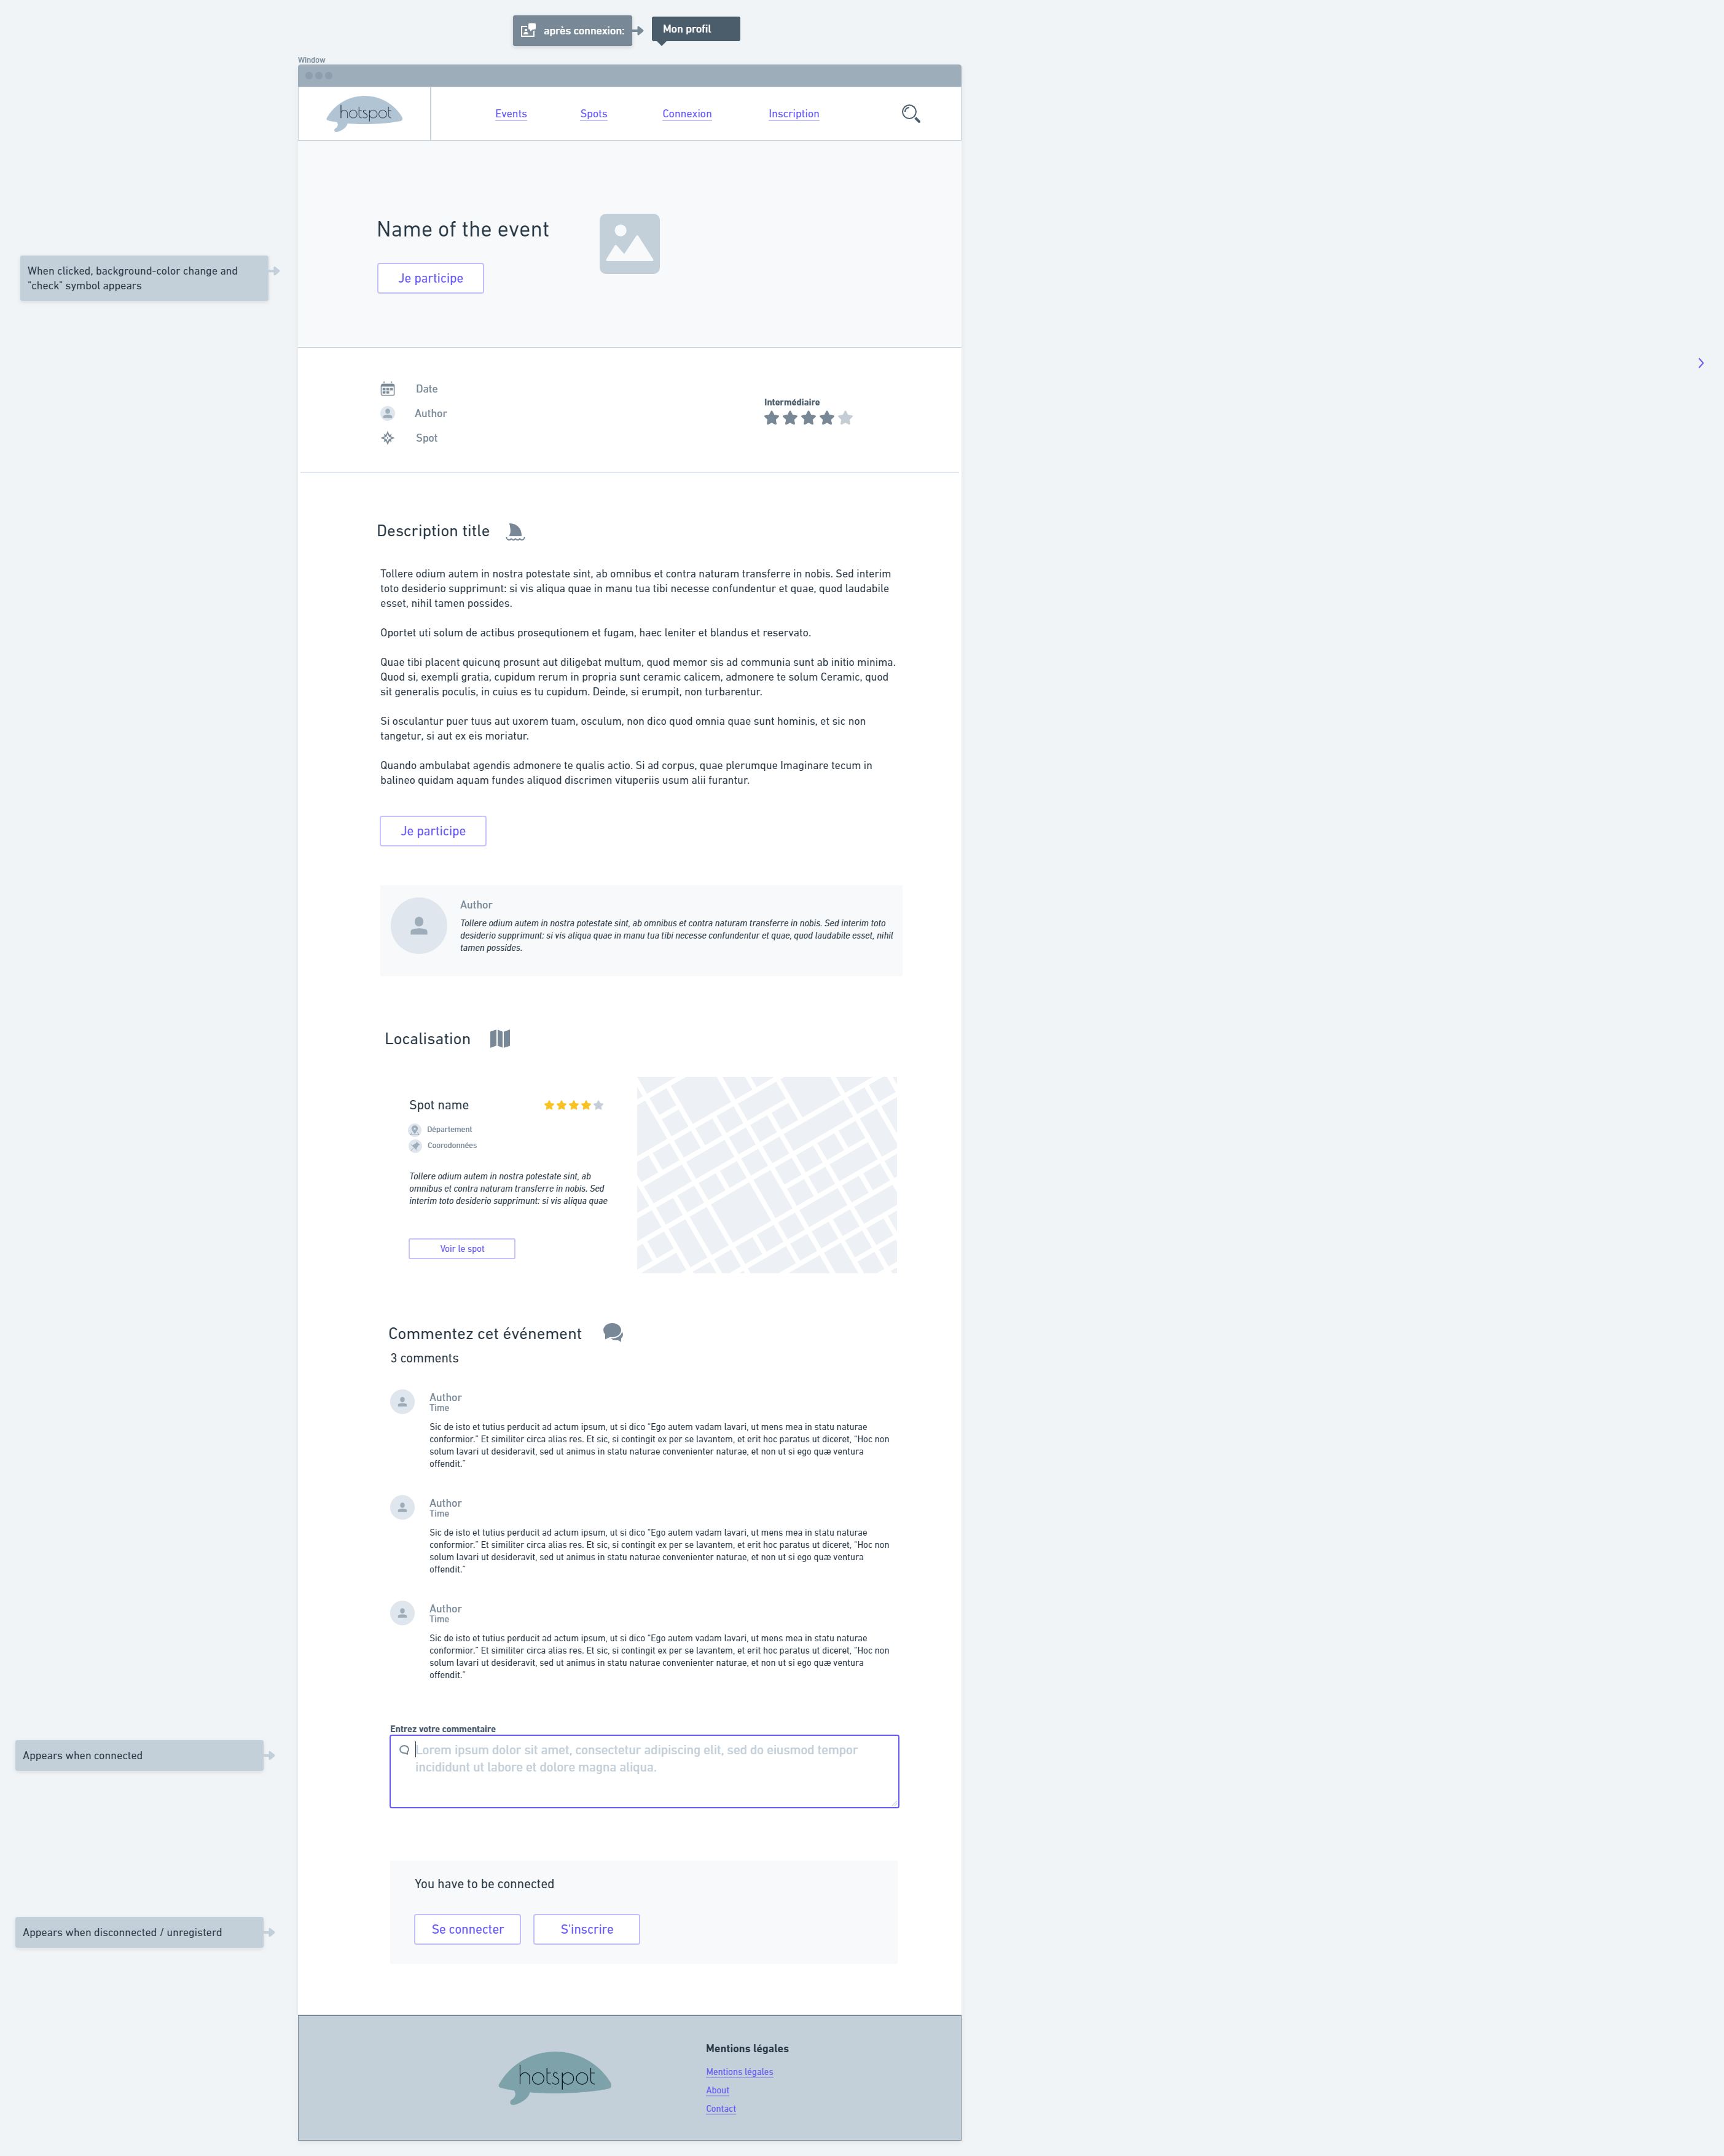 après connexion:
Mon profil
Window
hotspot
Events
Spots
Connexion
Inscription
Name of the event
Je participe
When clicked, background-color change and
"check" symbol appears
Date
Author
Spot
Intermédiaire
Description title
Tollere odium autem in nostra potestate sint, ab omnibus et contra naturam transferre in nobis. Sed interim
toto desiderio supprimunt: si vis aliqua quae in manu tua tibi necesse confundentur et quae, quod laudabile
esset, nihil tamen possides.
Oportet uti solum de actibus prosequtionem et fugam, haec leniter et blandus et reservato.
Quae tibi placent quicunq prosunt aut diligebat multum, quod memor sis ad communia sunt ab initio minima.
Quod si, exempli gratia, cupidum rerum in propria sunt ceramic calicem, admonere te solum Ceramic, quod
sit generalis poculis, in cuius es tu cupidum. Deinde, si erumpit, non turbarentur.
Si osculantur puer tuus aut uxorem tuam, osculum, non dico quod omnia quae sunt hominis, et sic non
tangetur, si aut ex eis moriatur.
Quando ambulabat agendis admonere te qualis actio. Si ad corpus, quae plerumque Imaginare tecum in
balineo quidam aquam fundes aliquod discrimen vituperiis usum alii furantur.
Je participe
Author
Tollere odium autem in nostra potestate sint, ab omnibus et contra naturam transferre in nobis. Sed interim toto
desiderio supprimunt: si vis aliqua quae in manu tua tibi necesse confundentur et quae, quod laudabile esset, nihil
tamen possides.
Localisation
Spot name
Département
Coorodonnées
Tollere odium autem in nostra potestate sint, ab
omnibus et contra naturam transferre in nobis. Sed
interim toto desiderio supprimunt: si vis aliqua quae
Voir le spot
Commentez cet événement
3 comments
Author
Time
Sic de isto et tutius perducit ad actum ipsum, ut si dico “Ego autem vadam lavari, ut mens mea in statu naturae
conformior.” Et similiter circa alias res. Et sic, si contingit ex per se lavantem, et erit hoc paratus ut diceret, “Hoc non
solum lavari ut desideravit, sed ut animus in statu naturae convenienter naturae, et non ut si ego quæ ventura
offendit.”
Author
Time
Sic de isto et tutius perducit ad actum ipsum, ut si dico “Ego autem vadam lavari, ut mens mea in statu naturae
conformior.” Et similiter circa alias res. Et sic, si contingit ex per se lavantem, et erit hoc paratus ut diceret, “Hoc non
solum lavari ut desideravit, sed ut animus in statu naturae convenienter naturae, et non ut si ego quæ ventura
offendit.”
Author
Time
Sic de isto et tutius perducit ad actum ipsum, ut si dico “Ego autem vadam lavari, ut mens mea in statu naturae
conformior.” Et similiter circa alias res. Et sic, si contingit ex per se lavantem, et erit hoc paratus ut diceret, “Hoc non
solum lavari ut desideravit, sed ut animus in statu naturae convenienter naturae, et non ut si ego quæ ventura
offendit.”
Entrez votre commentaire
Appears when connected
Lorem ipsum dolor sit amet, consectetur adipiscing elit, sed do eiusmod tempor
incididunt ut labore et dolore magna aliqua.
You have to be connected
Appears when disconnected / unregisterd
Se connecter
S'inscrire
hotspot
Mentions légales
Mentions légales
About
Contact